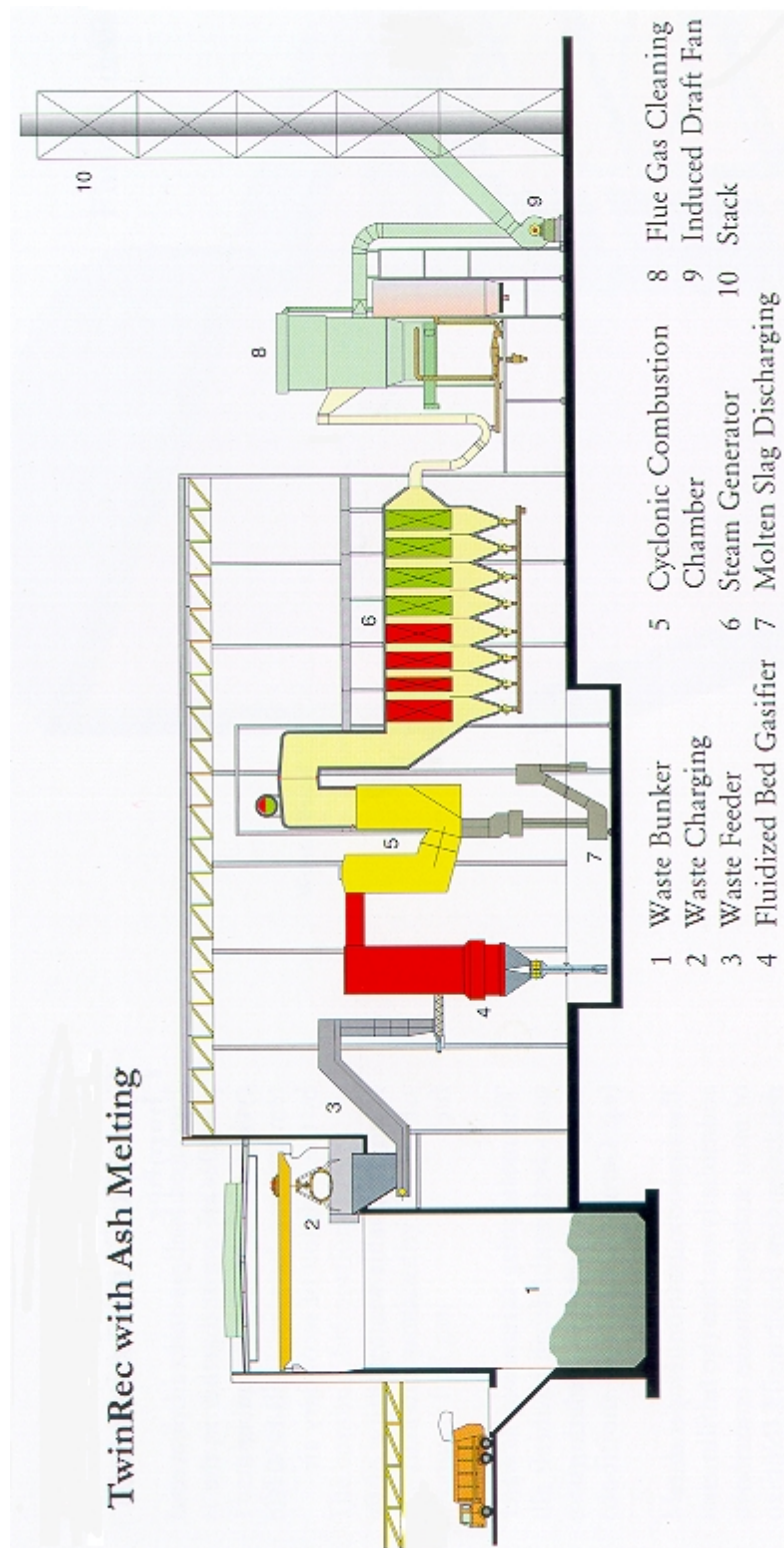 TwinRec with Ash Melting
1
2
3
4
5
6
7
8
9
10
1 Waste Bunker
2 Waste Charging
3 Waste Feeder
4 Fluidized Bed Gasifier
5 Cyclonic Combustion
Chamber
6 Steam Generator
7 Molten Slag Discharging
8 Flue Gas Cleaning
9 Induced Draft Fan
10 Stack